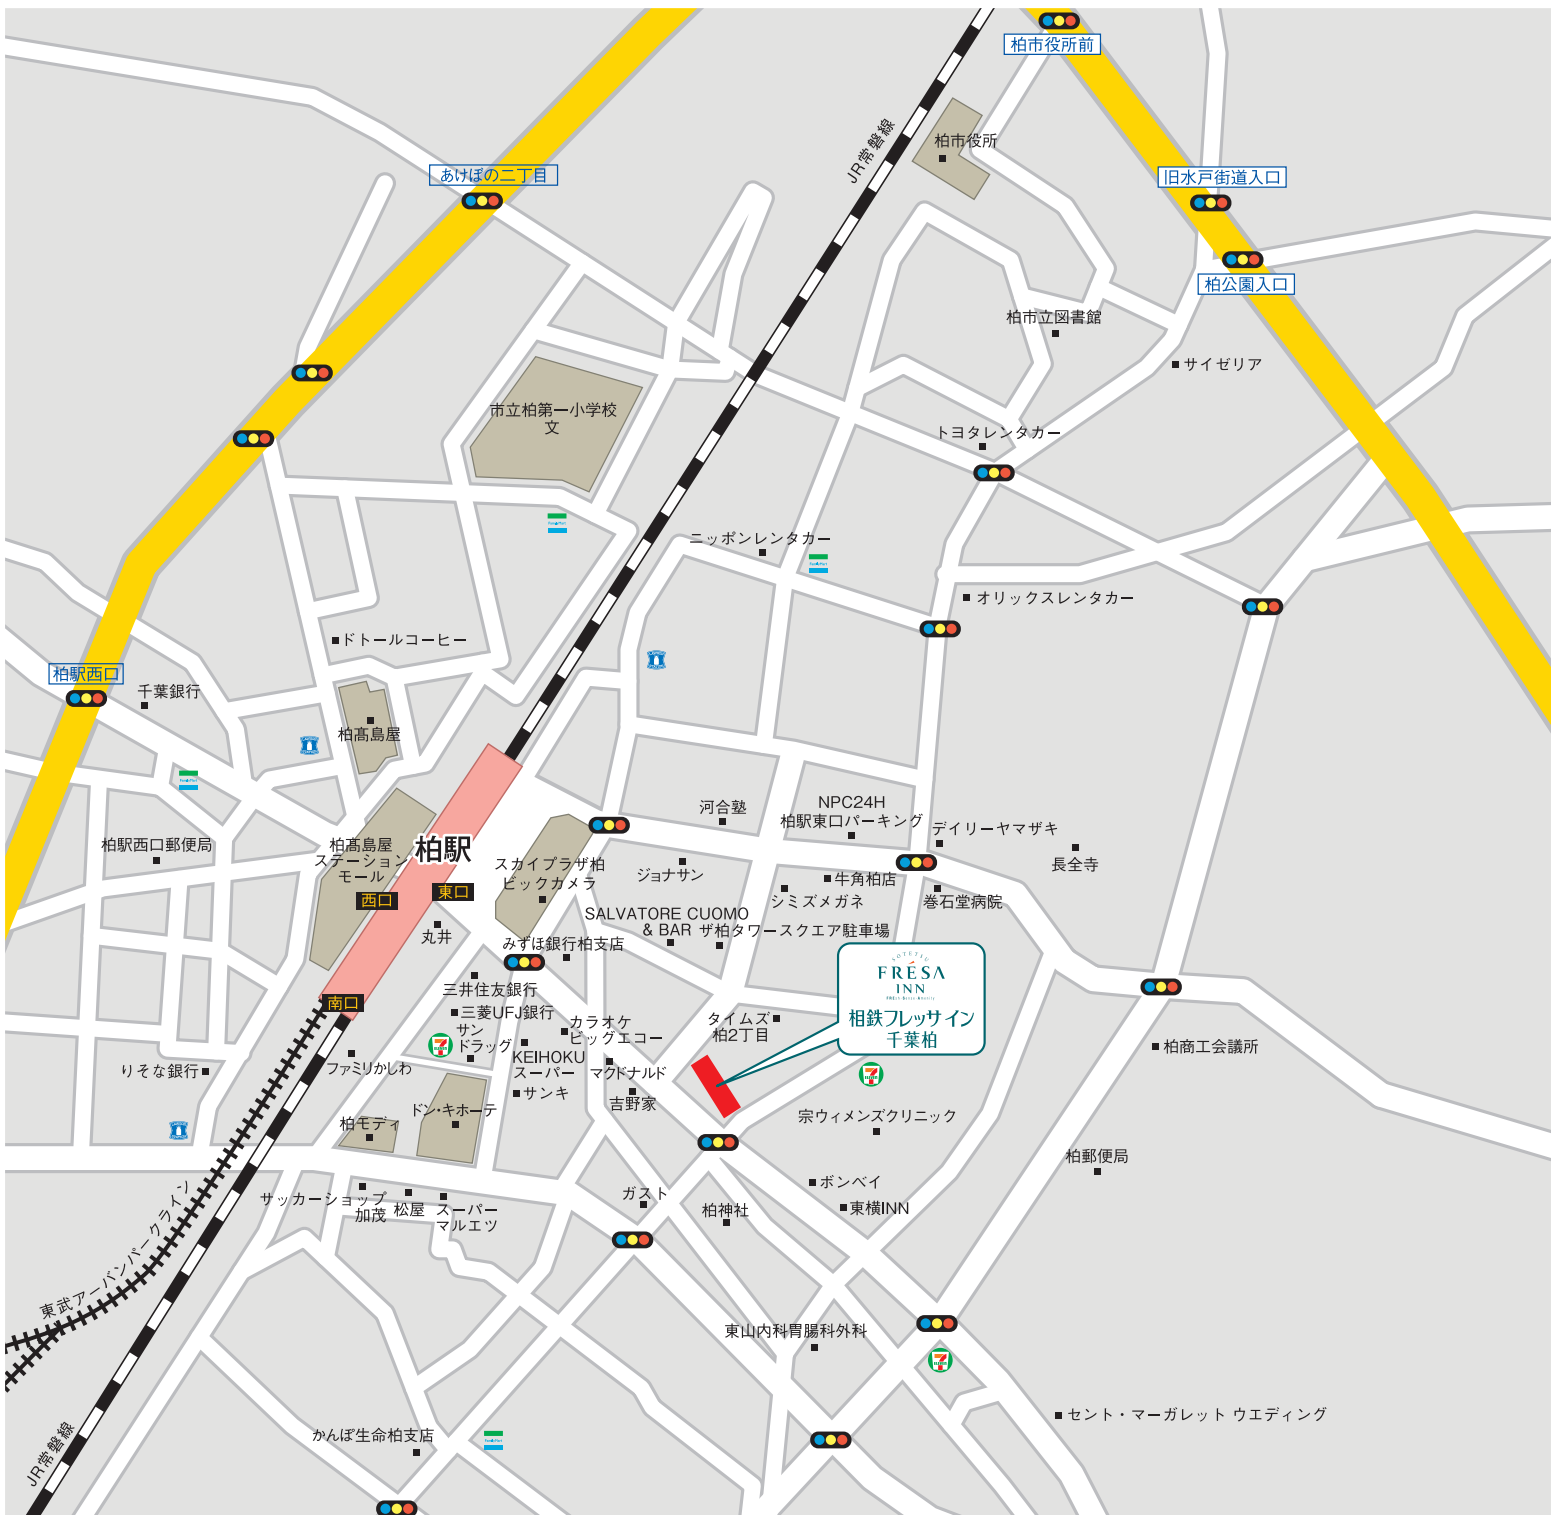 柏市役所前
JR常磐線
柏市役所
あけぼの二丁目
旧水戸街道入口
柏公園入口
柏市立図書館
サイゼリア
市立柏第一小学校
文
トヨタレンタカー
FamilyMart
ニッポンレンタカー
FamilyMart
オリックスレンタカー
ドトールコーヒー
柏駅西口
千葉銀行
柏髙島屋
FamilyMart
河合塾
NPC24H
柏駅東口パーキング
デイリーヤマザキ
長全寺
柏駅西口郵便局
柏髙島屋
ステーション
モール
柏駅
西口
東口
スカイプラザ柏
ビックカメラ
ジョナサン
牛角柏店
シミズメガネ
巻石堂病院
SALVATORE CUOMO
& BAR
ザ柏タワースクエア駐車場
丸井
みずほ銀行柏支店
三井住友銀行
南口
三菱UFJ銀行
サン
ドラッグ
カラオケ
ビッグエコー
タイムズ
柏2丁目
SOTETSU
FRESA
INN
相鉄フレッサイン
千葉柏
柏商工会議所
りそな銀行
ファミリかしわ
KEIHOKU
スーパー
マクドナルド
サンキ
吉野家
ドン・キホーテ
柏モディ
宗ウィメンズクリニック
柏郵便局
サッカーショップ
加茂
松屋
スーパー
マルエツ
ガスト
柏神社
ボンベイ
東横INN
東武アーバンパークライン
東山内科胃腸科外科
かんぽ生命柏支店
FamilyMart
セント・マーガレット ウエディング
JR常磐線